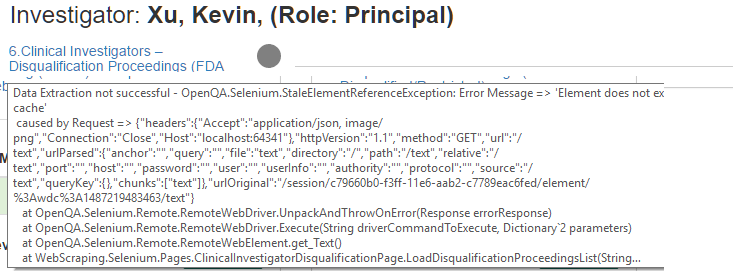 Investigator: Xu, Kevin, (Role: Principal)
6.Clinical Investigators –
Disqualification Proceedings (FDA
Data Extraction not successful - OpenQA.Selenium.StaleElementReferenceException: Error Message => 'Element does not ex
cache'
caused by Request => {"headers":{"Accept":"application/json, image/
png","Connection":"Close","Host":"localhost:64341"},"httpVersion":"1.1","method":"GET","url":"/
text","urlParsed":{"anchor":"","query":"","file":"text","directory":"/","path":"/text","relative":"/
text","port":"","host":"","password":"","user":"","userInfo":"","authority":"","protocol":"","source":"/
text","queryKey":{},"chunks":["text"]},"urlOriginal":"/session/c79660b0-f3ff-11e6-aab2-c7789eac6fed/element/
%3Awdc%3A1487219483463/text"}
at OpenQA.Selenium.Remote.RemoteWebDriver.UnpackAndThrowOnError(Response errorResponse)
at OpenQA.Selenium.Remote.RemoteWebDriver.Execute(String driverCommandToExecute, Dictionary`2 parameters)
at OpenQA.Selenium.Remote.RemoteWebElement.get_Text()
at WebScraping.Selenium.Pages.ClinicalInvestigatorDisqualificationPage.LoadDisqualificationProceedingsList(String...